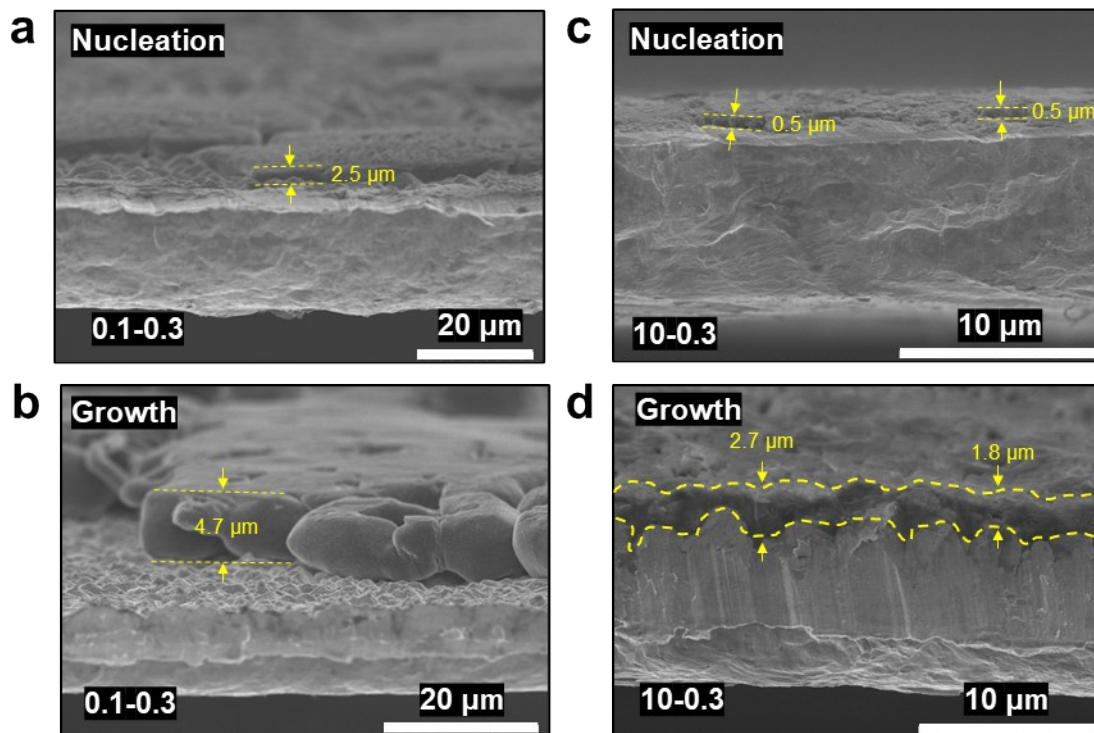 a
Nucleation
2.5 µm
0.1-0.3
20 µm
b
Growth
4.7 µm
0.1-0.3
20 µm
c
Nucleation
0.5 µm
0.5 µm
10-0.3
10 µm
d
Growth
2.7 µm
1.8 µm
10-0.3
10 µm